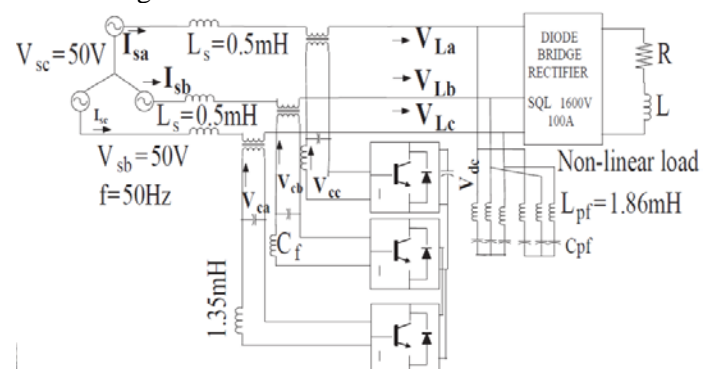 V_sc=50V
I_sa
L_s=0.5mH
V_La
DIODE
BRIDGE
RECTIFIER
SQL 1600V
100A
R
L
I_sb
L_s=0.5mH
V_Lb
I_sc
V_Lc
V_sb=50V
f=50Hz
V_ca
V_cb
V_cc
V_dc
Non-linear load
L_pf=1.86mH
C_f
Cpf
1.35mH